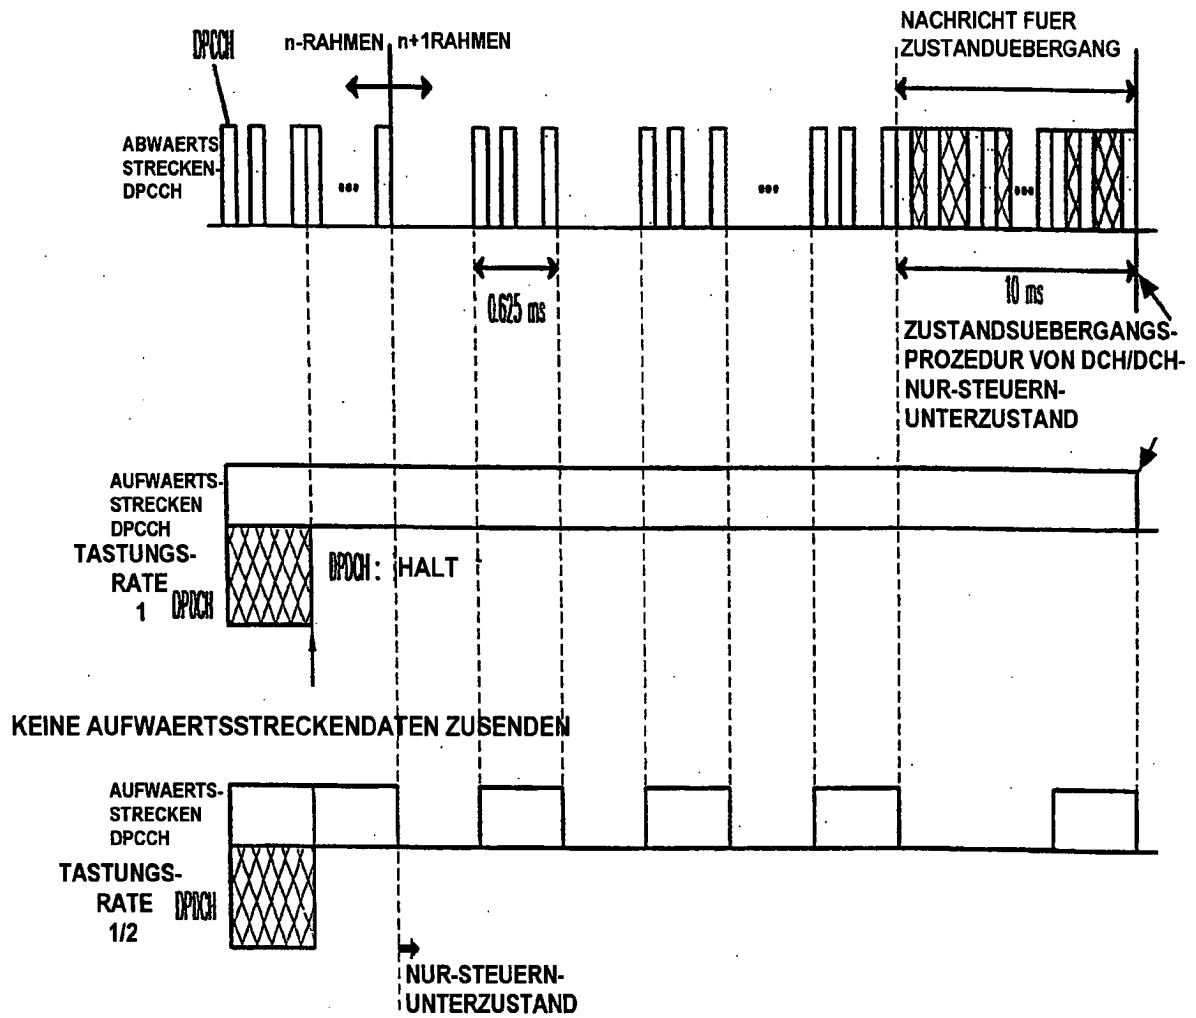 NACHRICHT FUER
ZUSTANDUEBERGANG
DPCCH
n-RAHMEN
n+1RAHMEN
ABWAERTS
STRECKEN-
DPCCH
...
...
...
0.625 ms
10 ms
ZUSTANDSUEBERGANGS-
PROZEDUR VON DCH/DCH-
NUR-STEUERN-
UNTERZUSTAND
AUFWAERTS-
STRECKEN
DPCCH
TASTUNGS-
RATE
1
DPDCH
DPDCH : HALT
KEINE AUFWAERTSSTRECKENDATEN ZUSENDEN
AUFWAERTS-
STRECKEN
DPCCH
TASTUNGS-
RATE
1/2
DPDCH
NUR-STEUERN-
UNTERZUSTAND